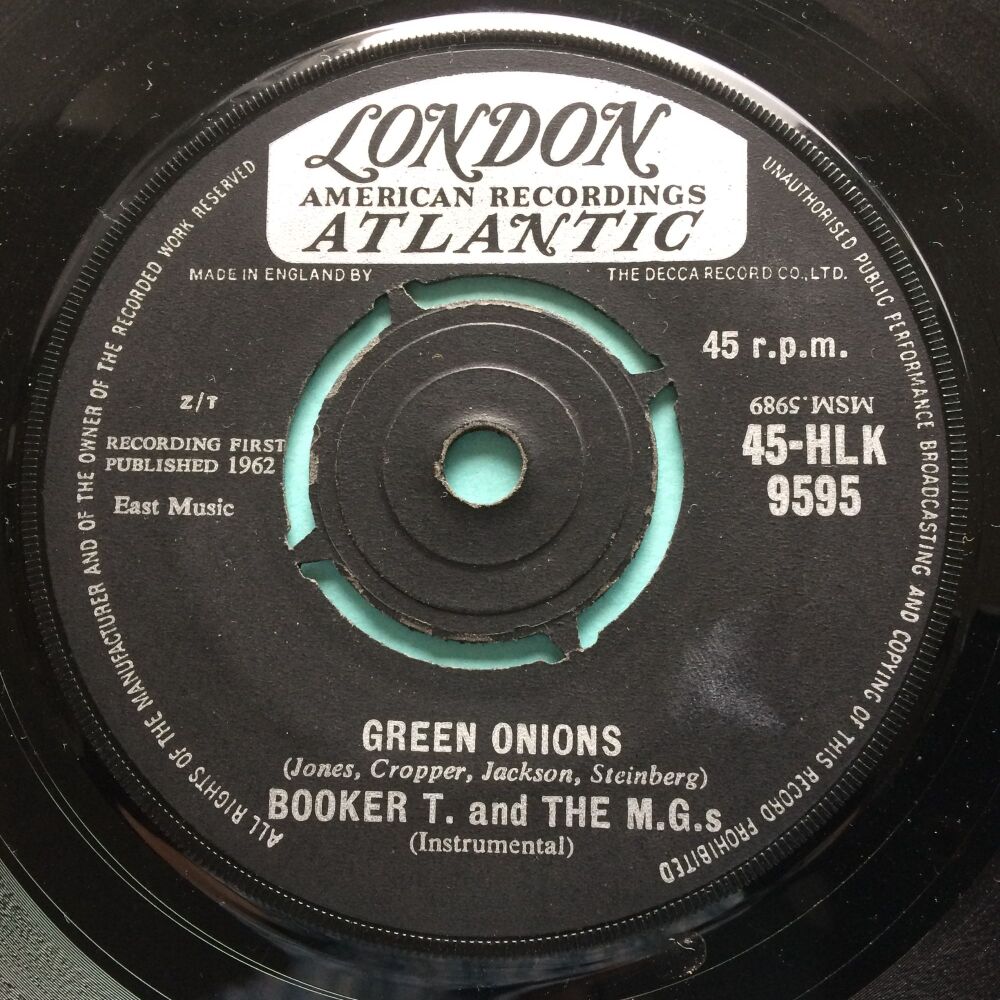 LONDON
AMERICAN RECORDINGS
ATLANTIC
MADE IN ENGLAND BY THE DECCA RECORD CO., LTD.
45 r.p.m.
MSM.5989
45-HLK
9595
Z/T
RECORDING FIRST
PUBLISHED 1962
East Music
GREEN ONIONS
(Jones, Cropper, Jackson, Steinberg)
BOOKER T. and THE M.G.s
(Instrumental)
ALL RIGHTS OF THE MANUFACTURER AND OF THE OWNER OF THE RECORDED WORK RESERVED
UNAUTHORISED PUBLIC PERFORMANCE BROADCASTING AND COPYING OF THIS RECORD PROHIBITED